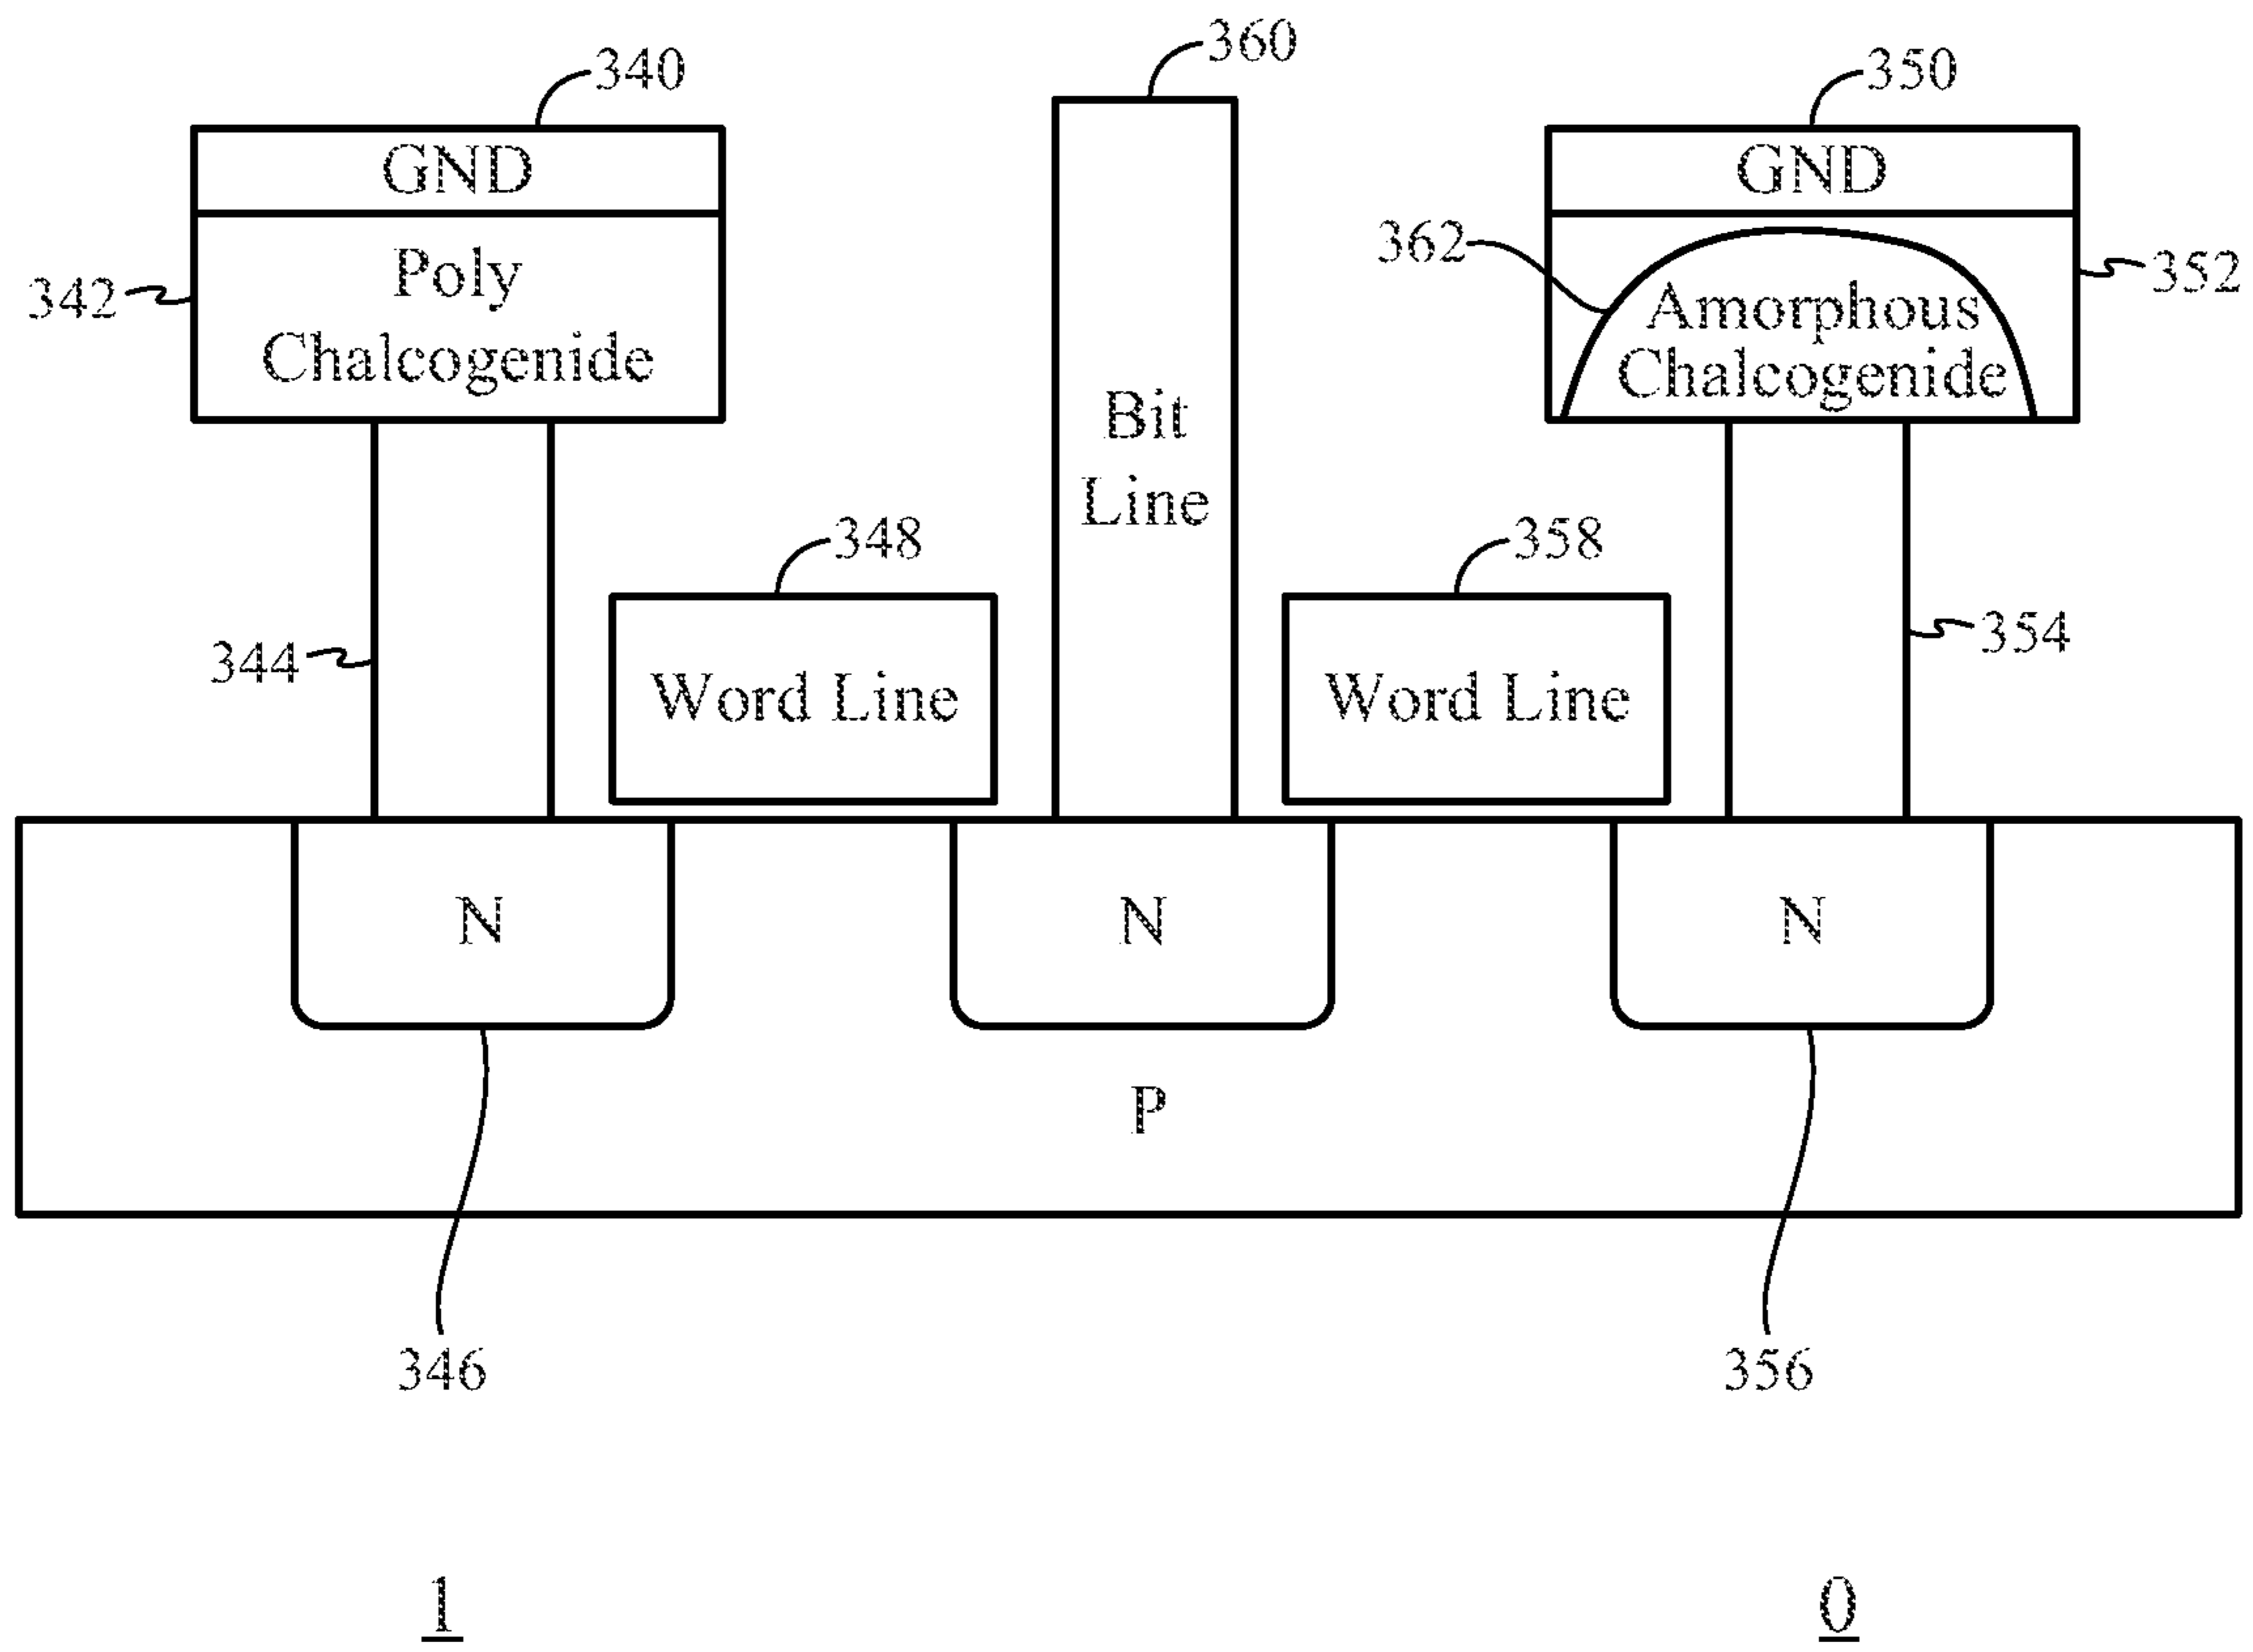 360
340
350
GND
GND
362
352
342
Poly
Chalcogenide
Amorphous
Chalcogenide
Bit
Line
348
358
344
354
Word Line
Word Line
N
N
N
P
346
356
1
0